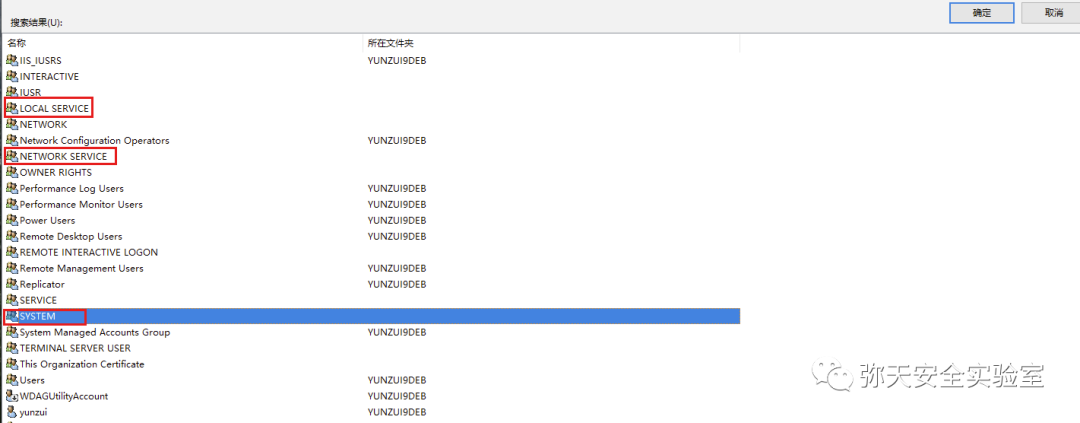 确定 取消
搜索结果(U):
名称 所在文件夹
IIS_IUSRS YUNZUI9DEB
INTERACTIVE
IUSR
LOCAL SERVICE
NETWORK
Network Configuration Operators YUNZUI9DEB
NETWORK SERVICE
OWNER RIGHTS
Performance Log Users YUNZUI9DEB
Performance Monitor Users YUNZUI9DEB
Power Users YUNZUI9DEB
Remote Desktop Users YUNZUI9DEB
REMOTE INTERACTIVE LOGON
Remote Management Users YUNZUI9DEB
Replicator YUNZUI9DEB
SERVICE
SYSTEM
System Managed Accounts Group YUNZUI9DEB
TERMINAL SERVER USER
This Organization Certificate
Users YUNZUI9DEB
WDAGUtilityAccount YUNZUI9DEB
yunzui YUNZUI9DEB
弥天安全实验室